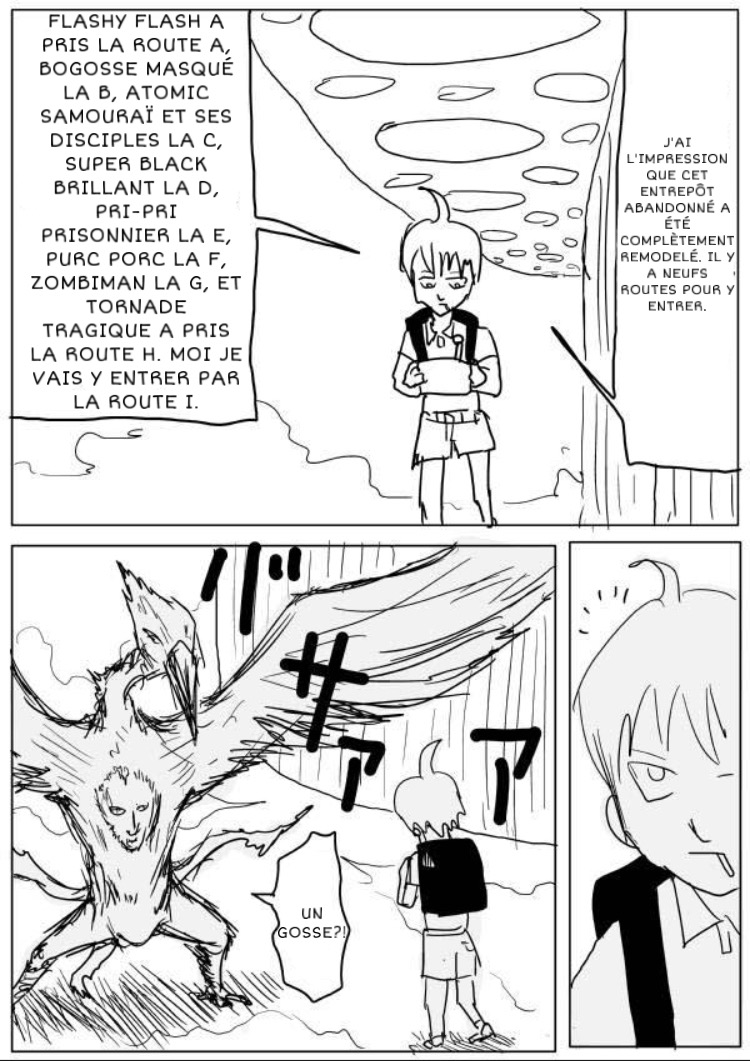 FLASHY FLASH A
PRIS LA ROUTE A,
BOGOSSE MASQUÉ
LA B, ATOMIC
SAMOURAÏ ET SES
DISCIPLES LA C,
SUPER BLACK
BRILLANT LA D,
PRI-PRI
PRISONNIER LA E,
PURC PORC LA F,
ZOMBIMAN LA G, ET
TORNADE
TRAGIQUE A PRIS
LA ROUTE H. MOI JE
VAIS Y ENTRER PAR
LA ROUTE I.
J'AI
L'IMPRESSION
QUE CET
ENTREPÔT
ABANDONNÉ A
ÉTÉ
COMPLÈTEMENT
REMODELÉ. IL Y
A NEUFS
ROUTES POUR Y
ENTRER.
バサァア
UN
GOSSE?!